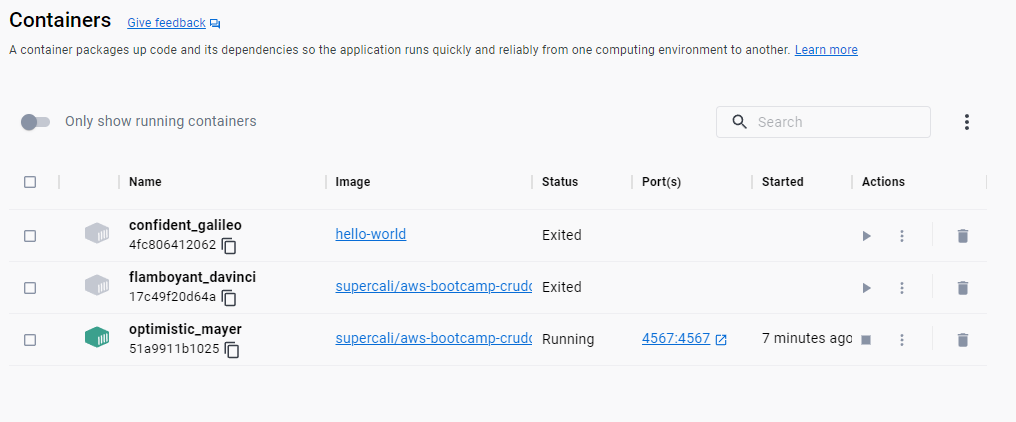 Containers Give feedback
A container packages up code and its dependencies so the application runs quickly and reliably from one computing environment to another. Learn more
Only show running containers
Search
Name Image Status Port(s) Started Actions
confident_galileo
4fc806412062
hello-world Exited
flamboyant_davinci
17c49f20d64a
supercali/aws-bootcamp-crudd Exited
optimistic_mayer
51a9911b1025
supercali/aws-bootcamp-crudd Running 4567:4567 7 minutes ago